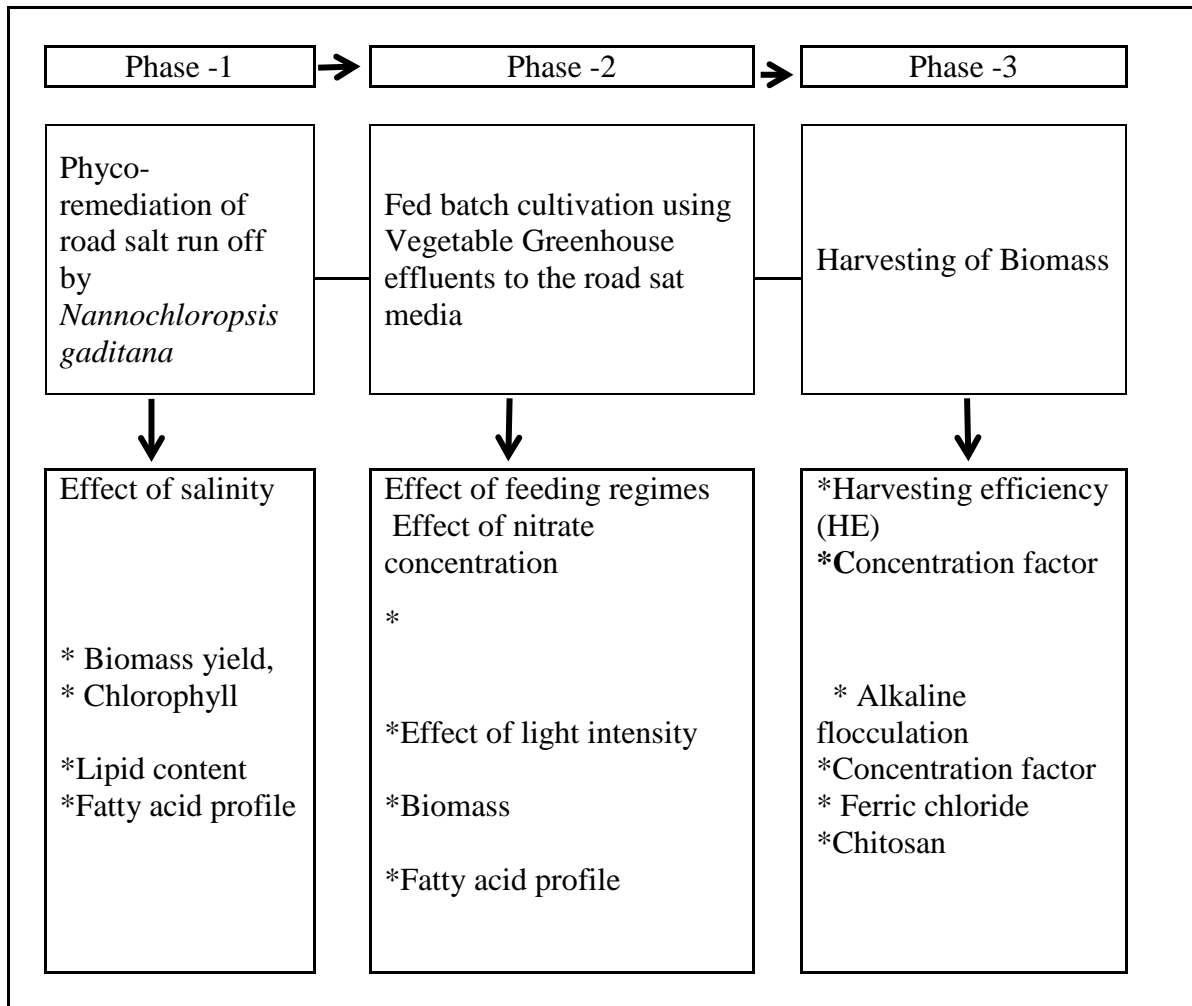 Phase -1
Phase -2
Phase -3
Phyco-
remediation of
road salt run off
by
Nannochloropsis
gaditana
Fed batch cultivation using
Vegetable Greenhouse
effluents to the road sat
media
Harvesting of Biomass
Effect of salinity
* Biomass yield,
* Chlorophyll
*Lipid content
*Fatty acid profile
Effect of feeding regimes
Effect of nitrate
concentration
*
*Effect of light intensity
*Biomass
*Fatty acid profile
*Harvesting efficiency
(HE)
*Concentration factor
* Alkaline
flocculation
*Concentration factor
* Ferric chloride
*Chitosan